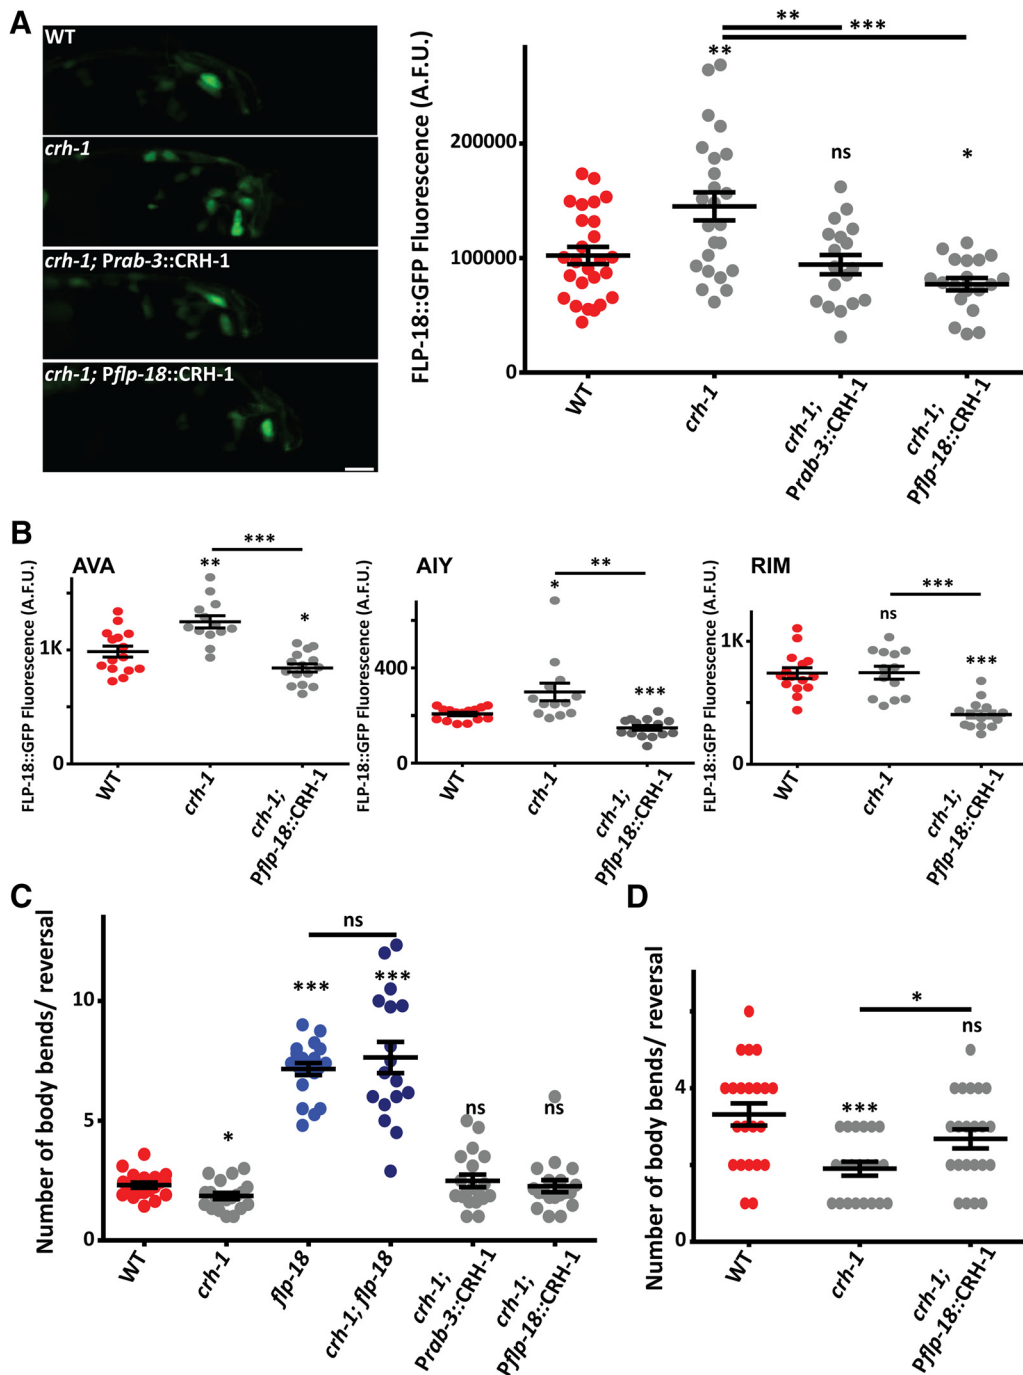 A
WT
crh-1
crh-1; Prab-3::CRH-1
crh-1; Pflp-18::CRH-1
FLP-18::GFP Fluorescence (A.F.U.)
200000
100000
0
**
***
**
ns
*
WT
crh-1
crh-1;
Prab-3::CRH-1
crh-1;
Pflp-18::CRH-1
B
AVA
FLP-18::GFP Fluorescence (A.F.U.)
1K
0
***
**
*
WT
crh-1
crh-1;
Pflp-18::CRH-1
AIY
FLP-18::GFP Fluorescence (A.F.U.)
400
0
**
*
***
WT
crh-1
crh-1;
Pflp-18::CRH-1
RIM
FLP-18::GFP Fluorescence (A.F.U.)
1K
0
***
ns
***
WT
crh-1
crh-1;
Pflp-18::CRH-1
C
Number of body bends/ reversal
10
5
0
ns
*
***
***
ns
ns
WT
crh-1
flp-18
crh-1; flp-18
crh-1;
Prab-3::CRH-1
crh-1;
Pflp-18::CRH-1
D
Number of body bends/ reversal
4
0
*
***
ns
WT
crh-1
crh-1;
Pflp-18::CRH-1